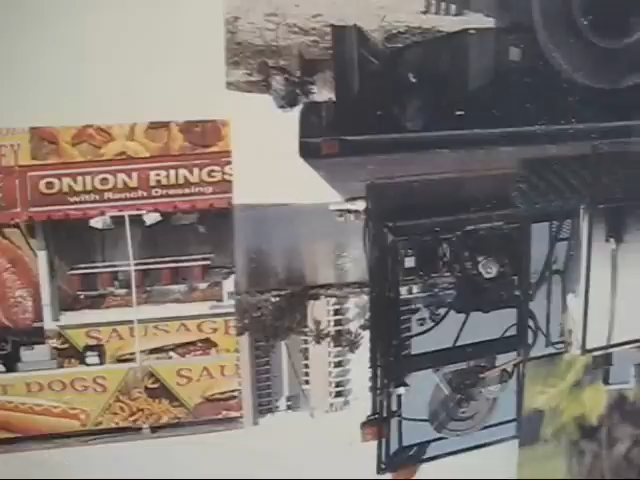 ONION RINGS
with Ranch Dressing
SAUSAGE
DOGS
SAU